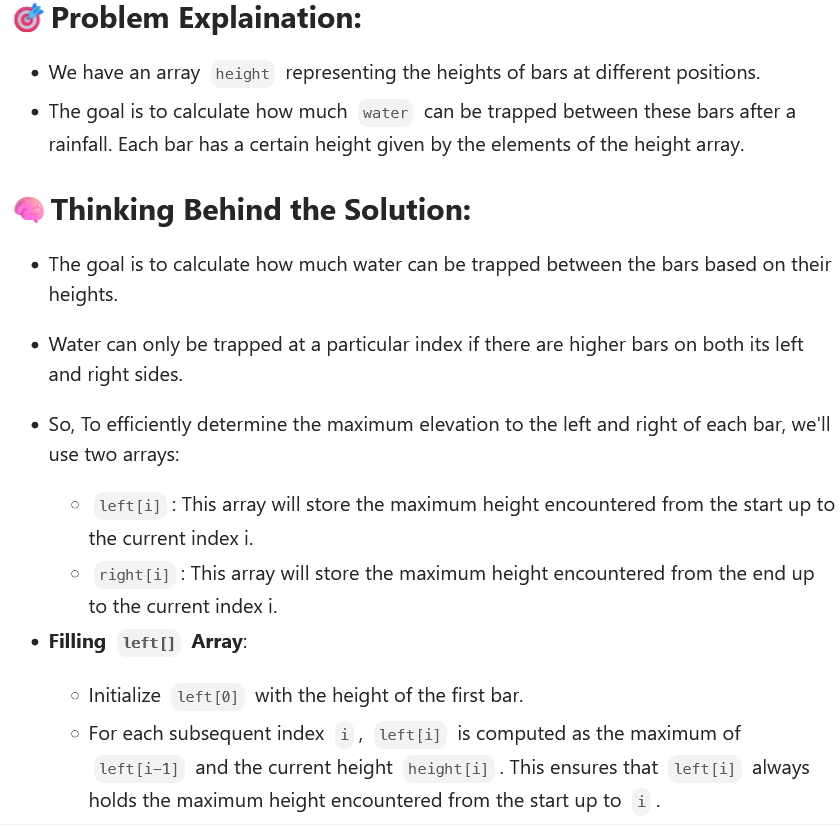 🎯 Problem Explaination:
• We have an array height representing the heights of bars at different positions.
• The goal is to calculate how much water can be trapped between these bars after a
rainfall. Each bar has a certain height given by the elements of the height array.
🧠 Thinking Behind the Solution:
• The goal is to calculate how much water can be trapped between the bars based on their
heights.
• Water can only be trapped at a particular index if there are higher bars on both its left
and right sides.
• So, To efficiently determine the maximum elevation to the left and right of each bar, we'll
use two arrays:
◦ left[i] : This array will store the maximum height encountered from the start up to
the current index i.
◦ right[i] : This array will store the maximum height encountered from the end up
to the current index i.
• Filling left[] Array:
◦ Initialize left[0] with the height of the first bar.
◦ For each subsequent index i , left[i] is computed as the maximum of
left[i-1] and the current height height[i] . This ensures that left[i] always
holds the maximum height encountered from the start up to i .